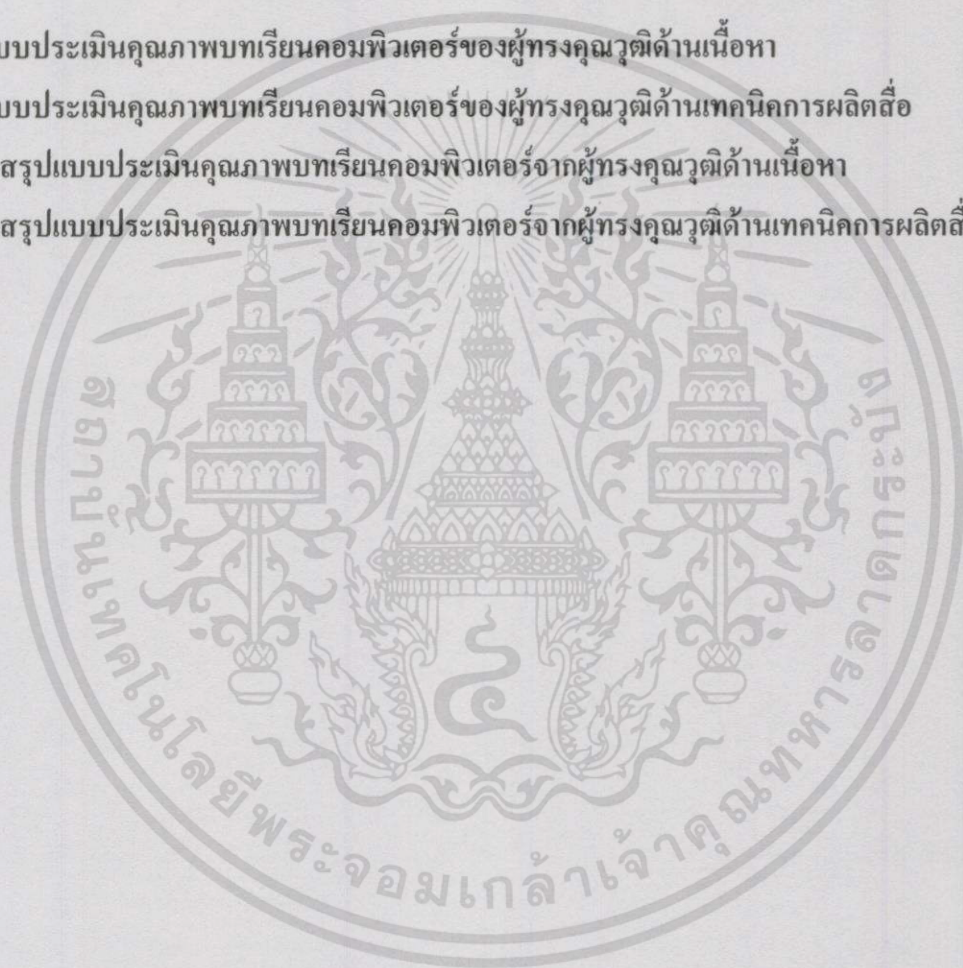 บบประเมินคุณภาพบทเรียนคอมพิวเตอร์ของผู้ทรงคุณวุฒิด้านเนื้อหา
บบประเมินคุณภาพบทเรียนคอมพิวเตอร์ของผู้ทรงคุณวุฒิด้านเทคนิคการผลิตสื่อ
สรุปแบบประเมินคุณภาพบทเรียนคอมพิวเตอร์จากผู้ทรงคุณวุฒิด้านเนื้อหา
สรุปแบบประเมินคุณภาพบทเรียนคอมพิวเตอร์จากผู้ทรงคุณวุฒิด้านเทคนิคการผลิตสื่
สถาบันเทคโนโลยีพระจอมเกล้าเจ้าคุณทหารลาดกระบัง
๔